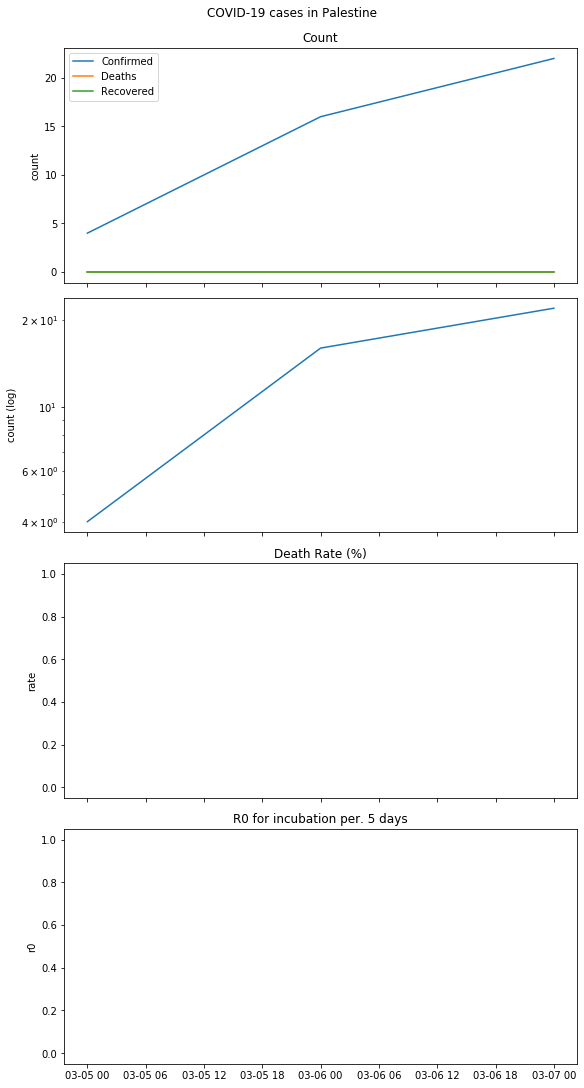 COVID-19 cases in Palestine
Count
Confirmed
Deaths
Recovered
count
20
15
10
5
0
count (log)
2 × 10¹
10¹
6 × 10⁰
4 × 10⁰
Death Rate (%)
rate
1.0
0.8
0.6
0.4
0.2
0.0
R0 for incubation per. 5 days
r0
1.0
0.8
0.6
0.4
0.2
0.0
03-05 00 03-05 06 03-05 12 03-05 18 03-06 00 03-06 06 03-06 12 03-06 18 03-07 00